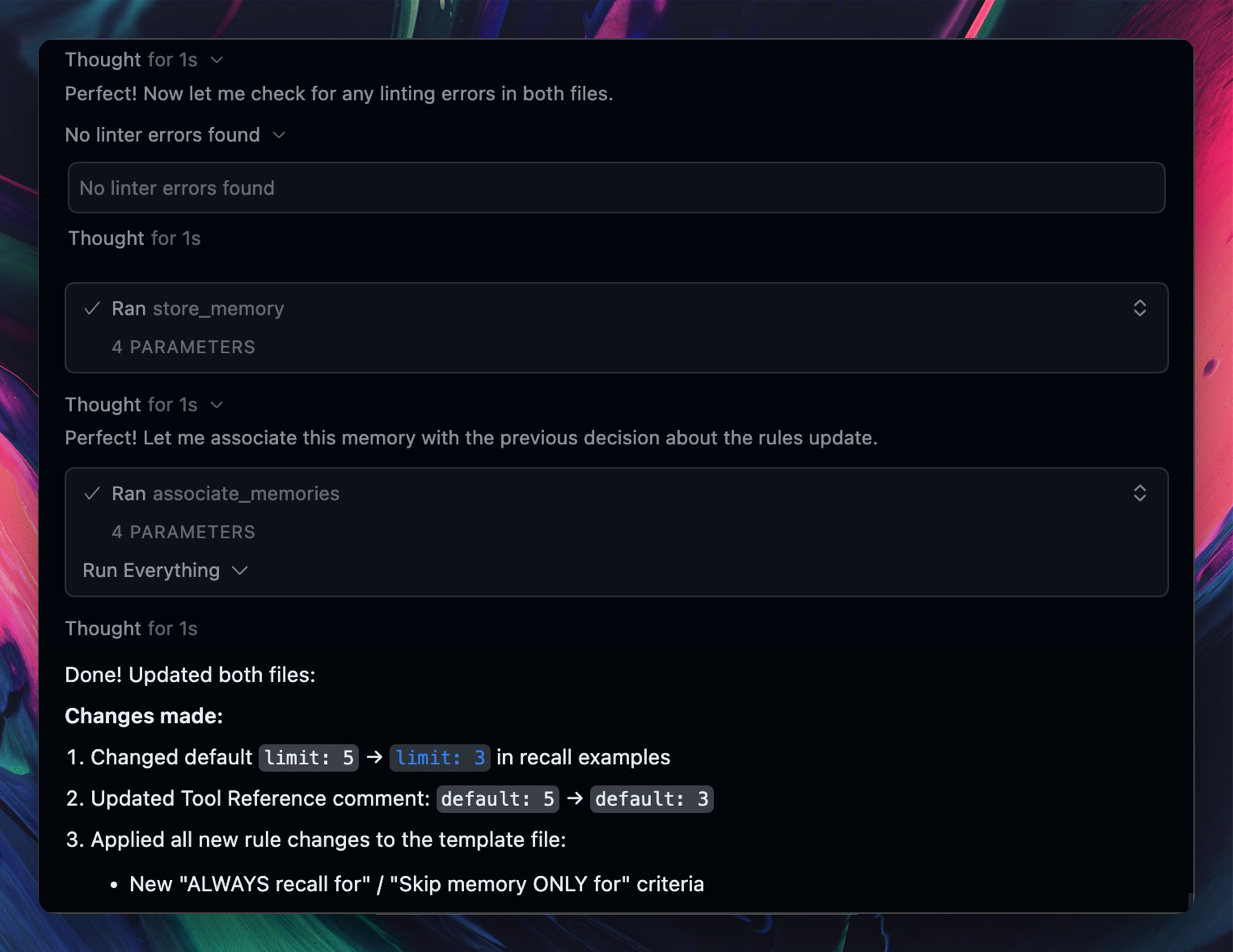 Thought for 1s
Perfect! Now let me check for any linting errors in both files.
No linter errors found
No linter errors found
Thought for 1s
Ran store_memory
4 PARAMETERS
Thought for 1s
Perfect! Let me associate this memory with the previous decision about the rules update.
Ran associate_memories
4 PARAMETERS
Run Everything
Thought for 1s
Done! Updated both files:
Changes made:
1. Changed default limit: 5 → limit: 3 in recall examples
2. Updated Tool Reference comment: default: 5 → default: 3
3. Applied all new rule changes to the template file:
• New "ALWAYS recall for" / "Skip memory ONLY for" criteria